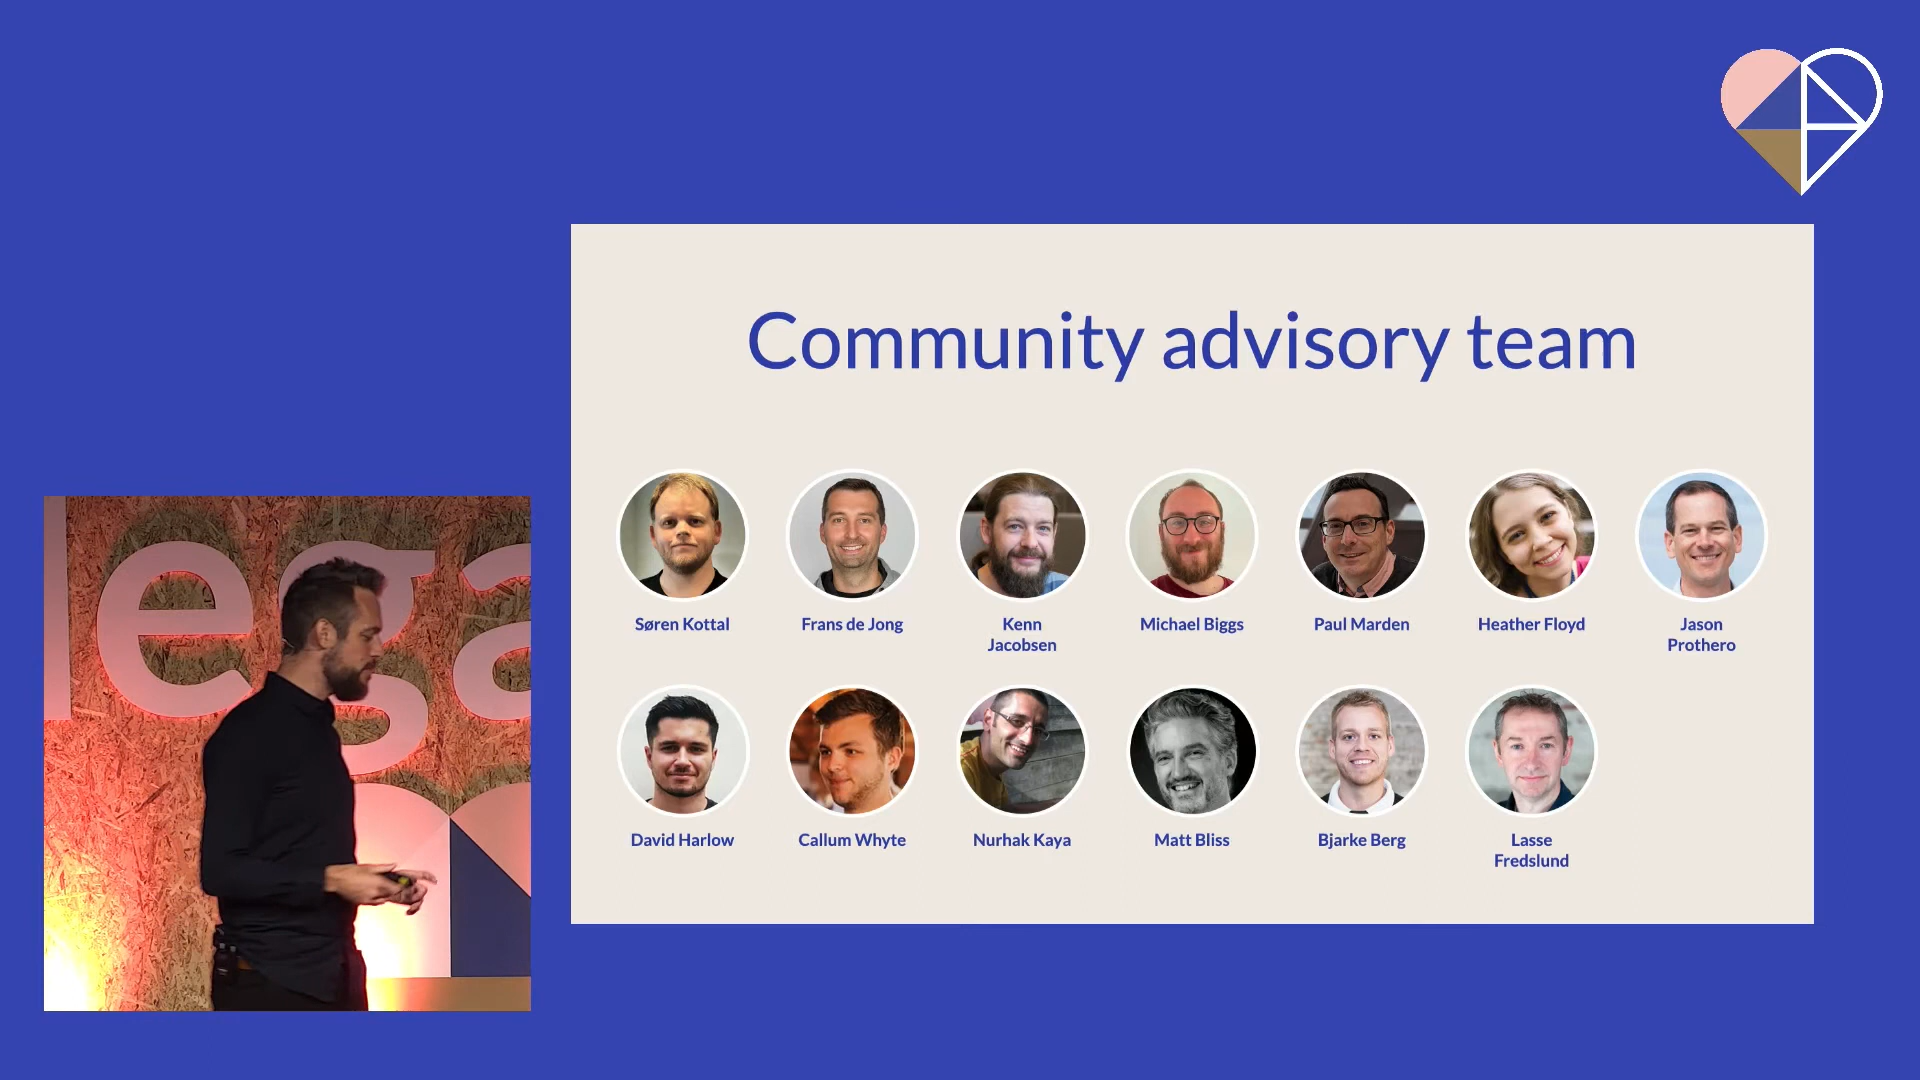 Community advisory team
Søren Kottal
Frans de Jong
Kenn
Jacobsen
Michael Biggs
Paul Marden
Heather Floyd
Jason
Prothero
David Harlow
Callum Whyte
Nurhak Kaya
Matt Bliss
Bjarke Berg
Lasse
Fredslund
lega